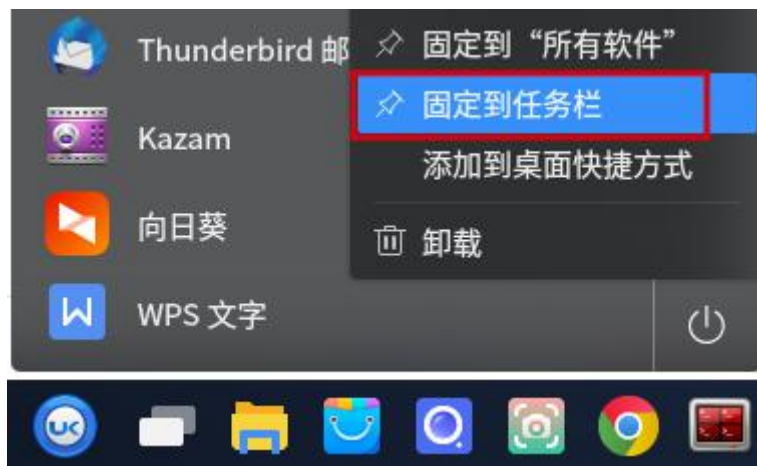 Thunderbird 邮
固定到“所有软件”
固定到任务栏
Kazam
添加到桌面快捷方式
向日葵
卸载
WPS 文字
UK